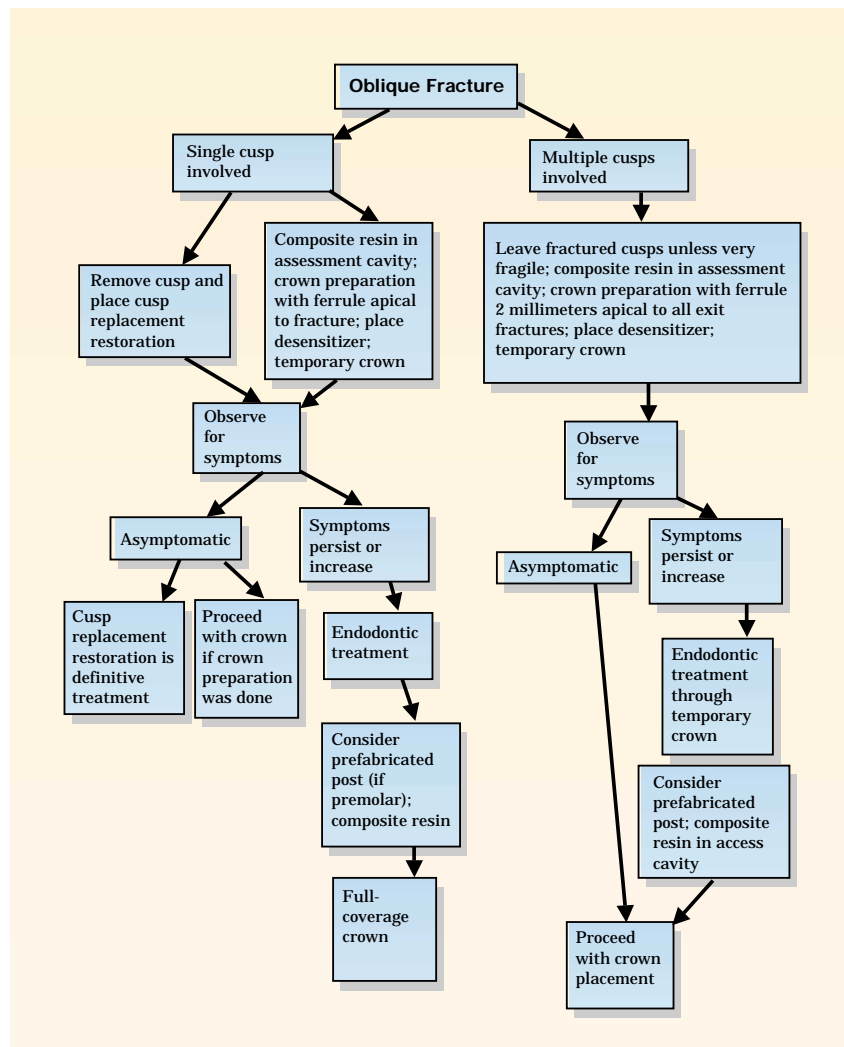 Oblique Fracture
Single cusp
involved
Multiple cusps
involved
Remove cusp and
place cusp
replacement
restoration
Composite resin in
assessment cavity;
crown preparation
with ferrule apical
to fracture; place
desensitizer;
temporary crown
Leave fractured cusps unless very
fragile; composite resin in assessment
cavity; crown preparation with ferrule
2 millimeters apical to all exit
fractures; place desensitizer;
temporary crown
Observe
for
symptoms
Observe
for
symptoms
Asymptomatic
Symptoms
persist or
increase
Asymptomatic
Symptoms
persist or
increase
Cusp
replacement
restoration is
definitive
treatment
Proceed
with crown
if crown
preparation
was done
Endodontic
treatment
Endodontic
treatment
through
temporary
crown
Consider
prefabricated
post (if
premolar);
composite resin
Consider
prefabricated
post; composite
resin in access
cavity
Full-
coverage
crown
Proceed
with crown
placement